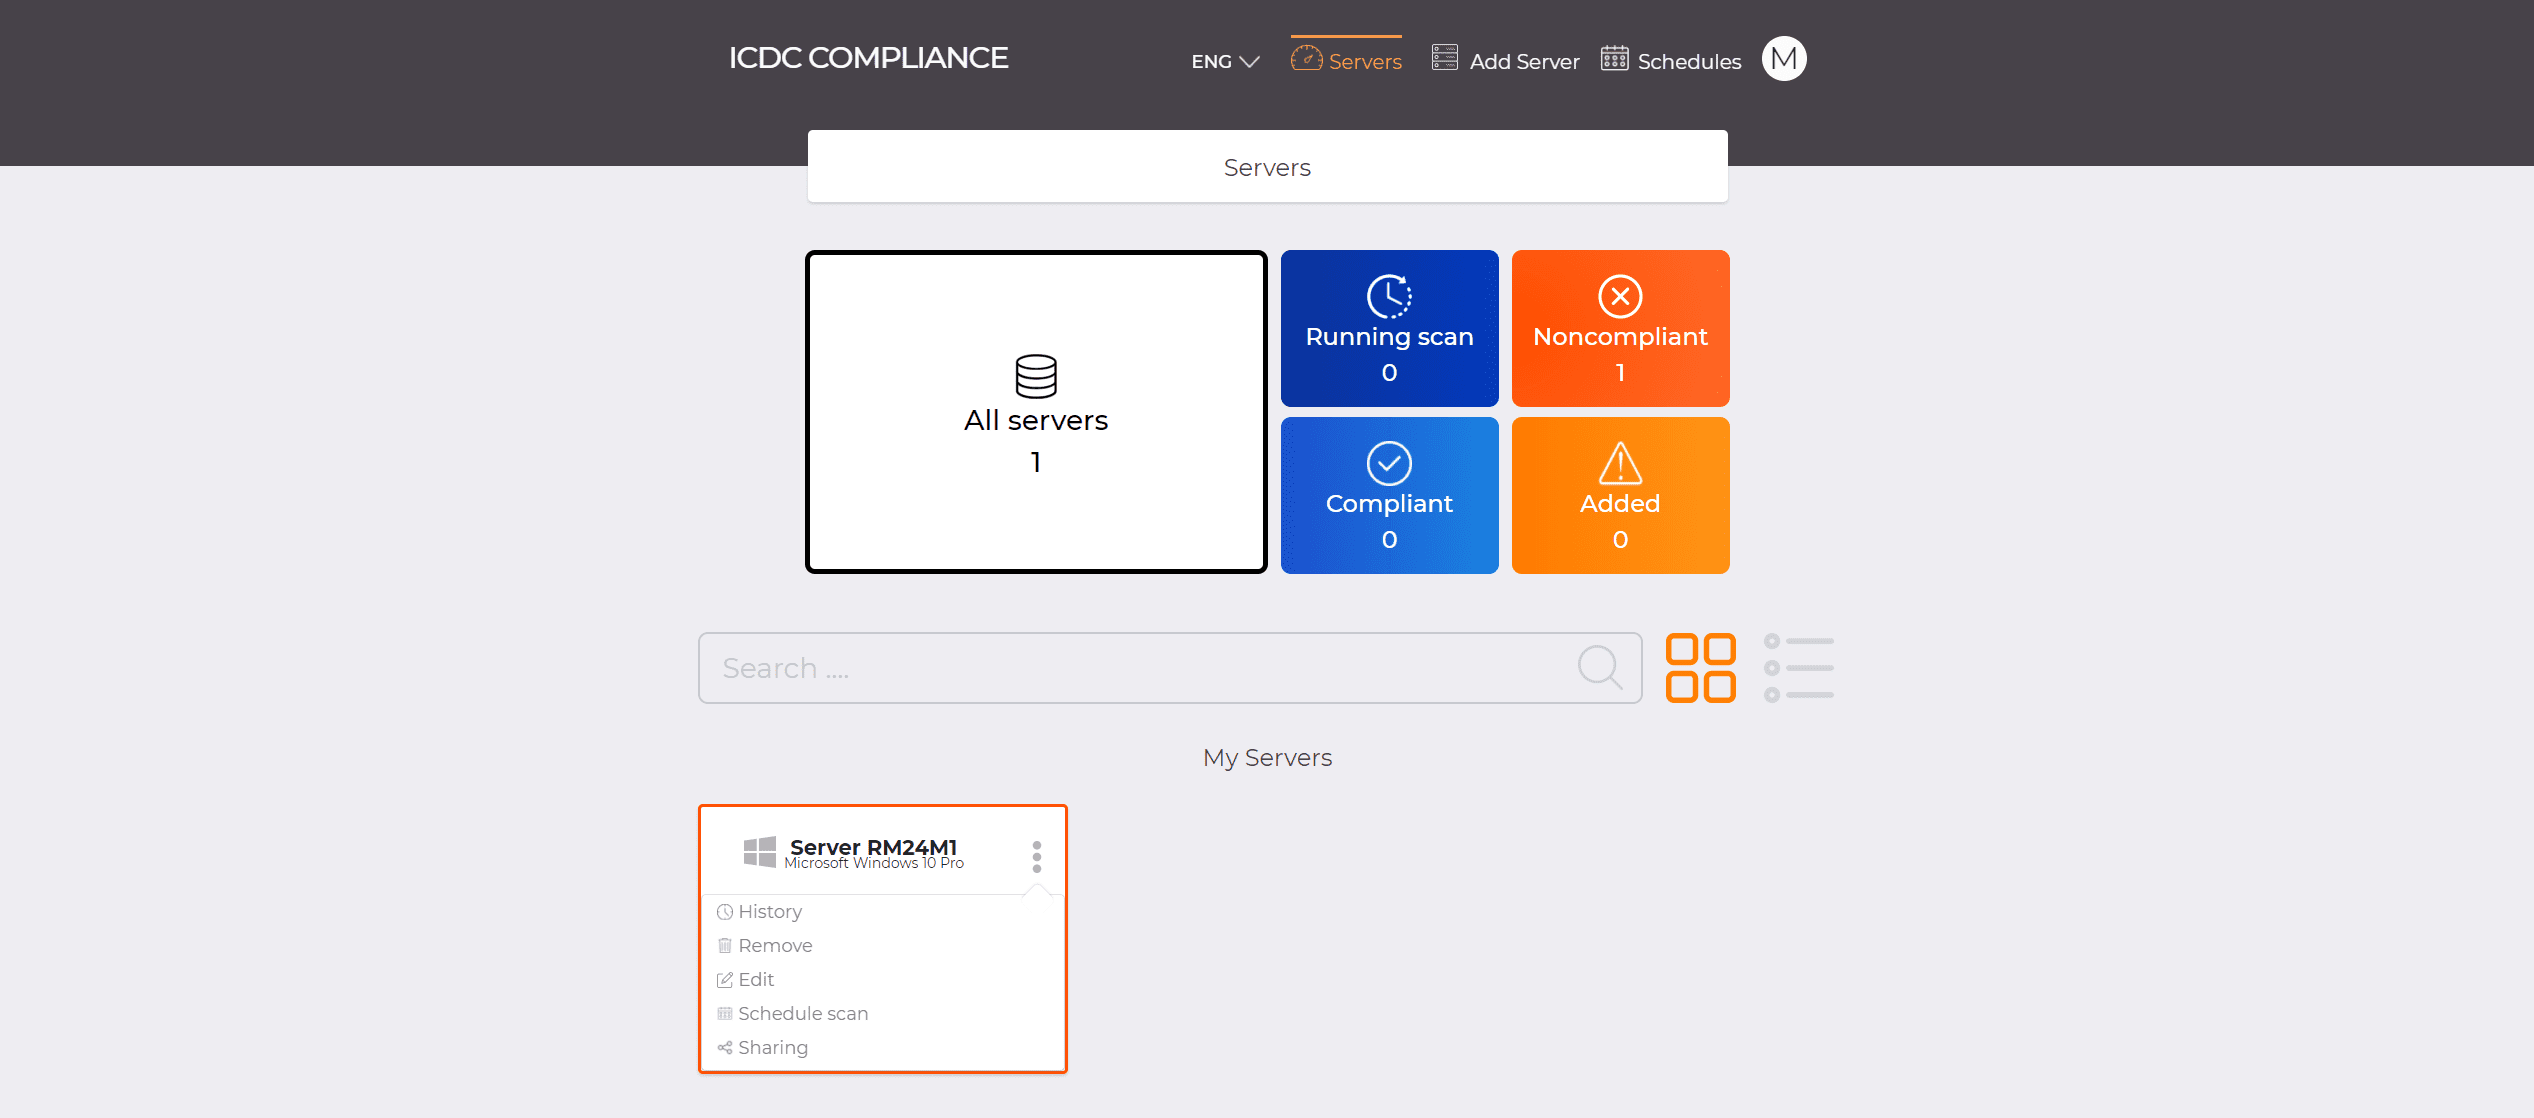 ICDC COMPLIANCE
ENG
Servers
Add Server
Schedules
M
Servers
All servers
1
Running scan
0
Noncompliant
1
Compliant
0
Added
0
Search ....
My Servers
Server RM24M1
Microsoft Windows 10 Pro
History
Remove
Edit
Schedule scan
Sharing